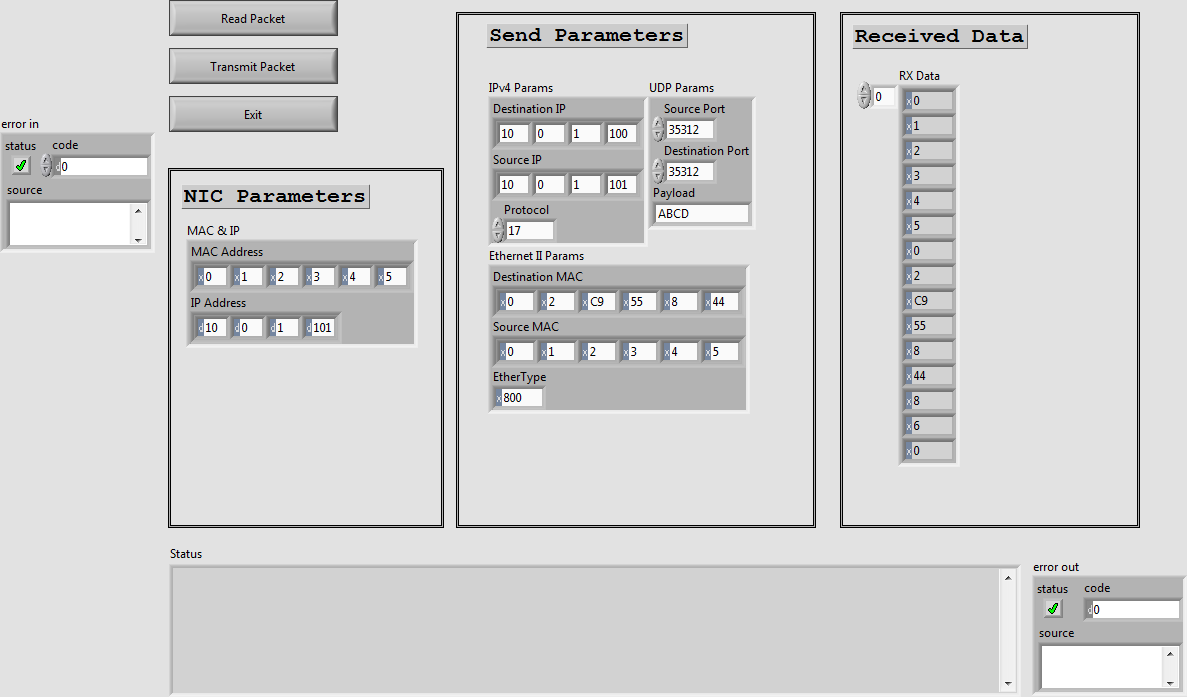 Read Packet
Transmit Packet
Exit
error in
status code
x d0
source
NIC Parameters
MAC & IP
MAC Address
x0 x1 x2 x3 x4 x5
IP Address
d10 d0 d1 d101
Send Parameters
IPv4 Params
Destination IP
10 0 1 100
Source IP
10 0 1 101
Protocol
17
UDP Params
Source Port
35312
Destination Port
35312
Payload
ABCD
Ethernet II Params
Destination MAC
x0 x2 xC9 x55 x8 x44
Source MAC
x0 x1 x2 x3 x4 x5
EtherType
x800
Received Data
RX Data
0
x0
x1
x2
x3
x4
x5
x0
x2
xC9
x55
x8
x44
x8
x6
x0
Status
error out
status code
d0
source